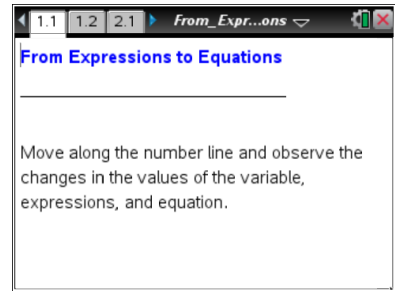 1.1 1.2 2.1 From_Expr...ons
From Expressions to Equations
Move along the number line and observe the
changes in the values of the variable,
expressions, and equation.